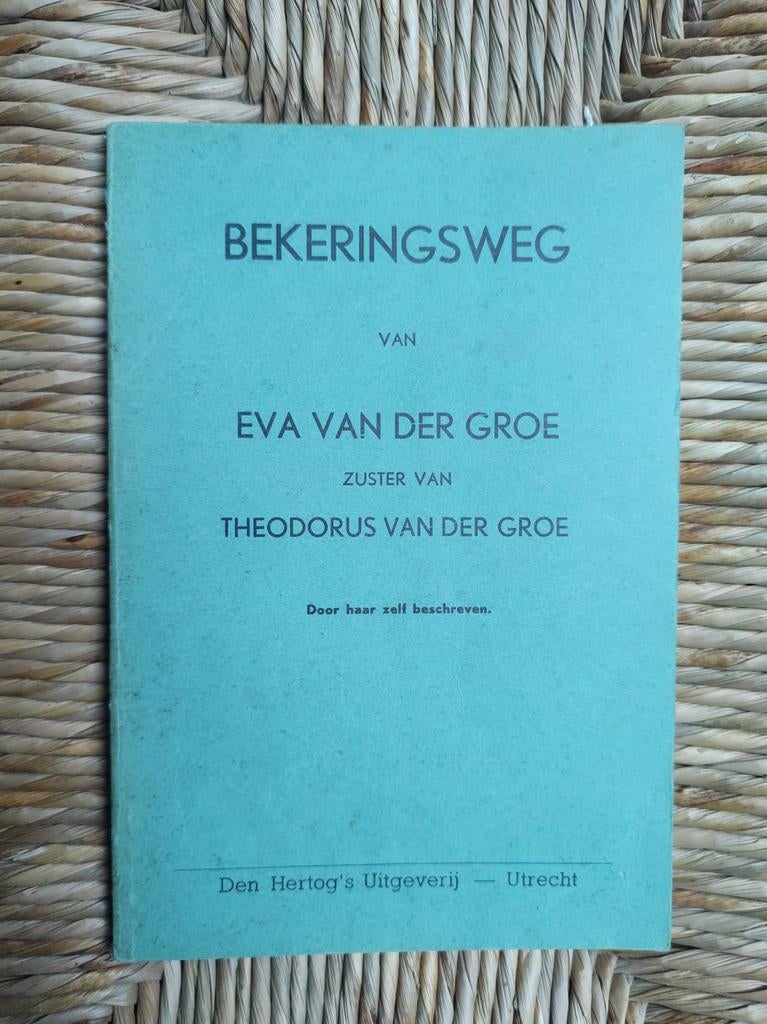 BEKERINGSWEG
VAN
EVA VAN DER GROE
ZUSTER VAN
THEODORUS VAN DER GROE
Door haar zelf beschreven.
Den Hertog's Uitgeverij — Utrecht